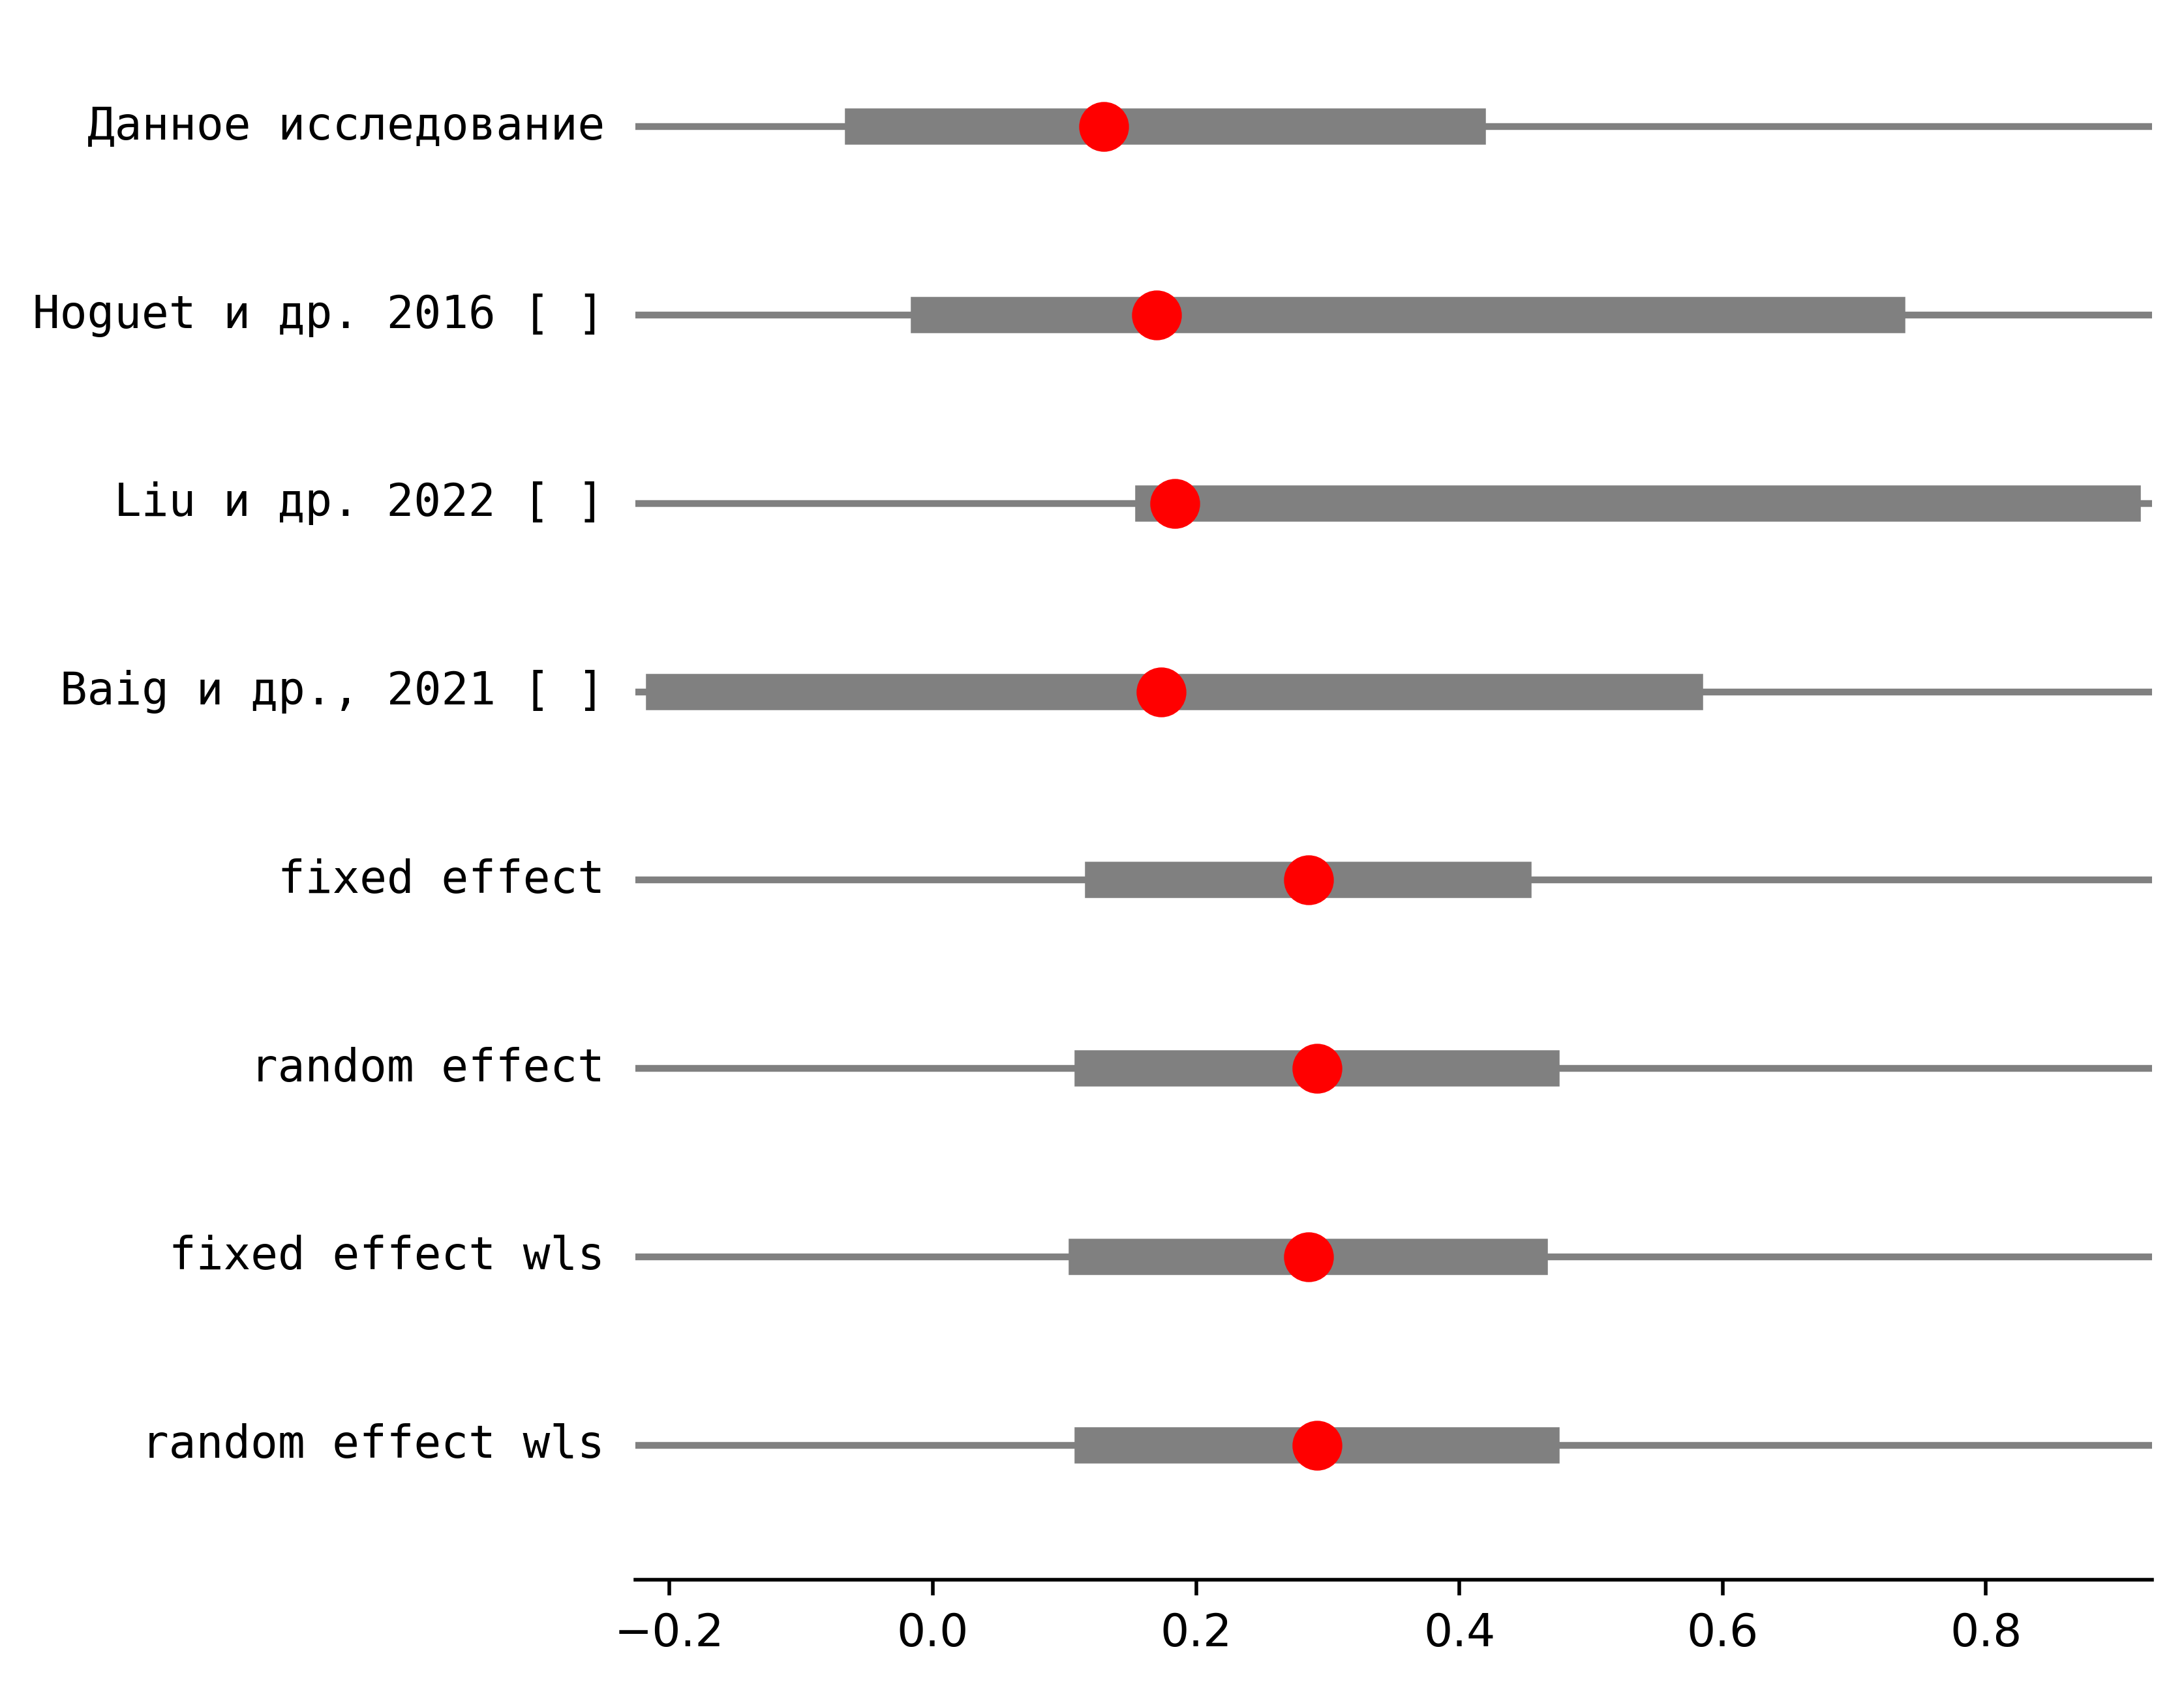 Данное исследование
Hoguet и др. 2016 [ ]
Liu и др. 2022 [ ]
Baig и др., 2021 [ ]
fixed effect
random effect
fixed effect wls
random effect wls
−0.2 0.0 0.2 0.4 0.6 0.8